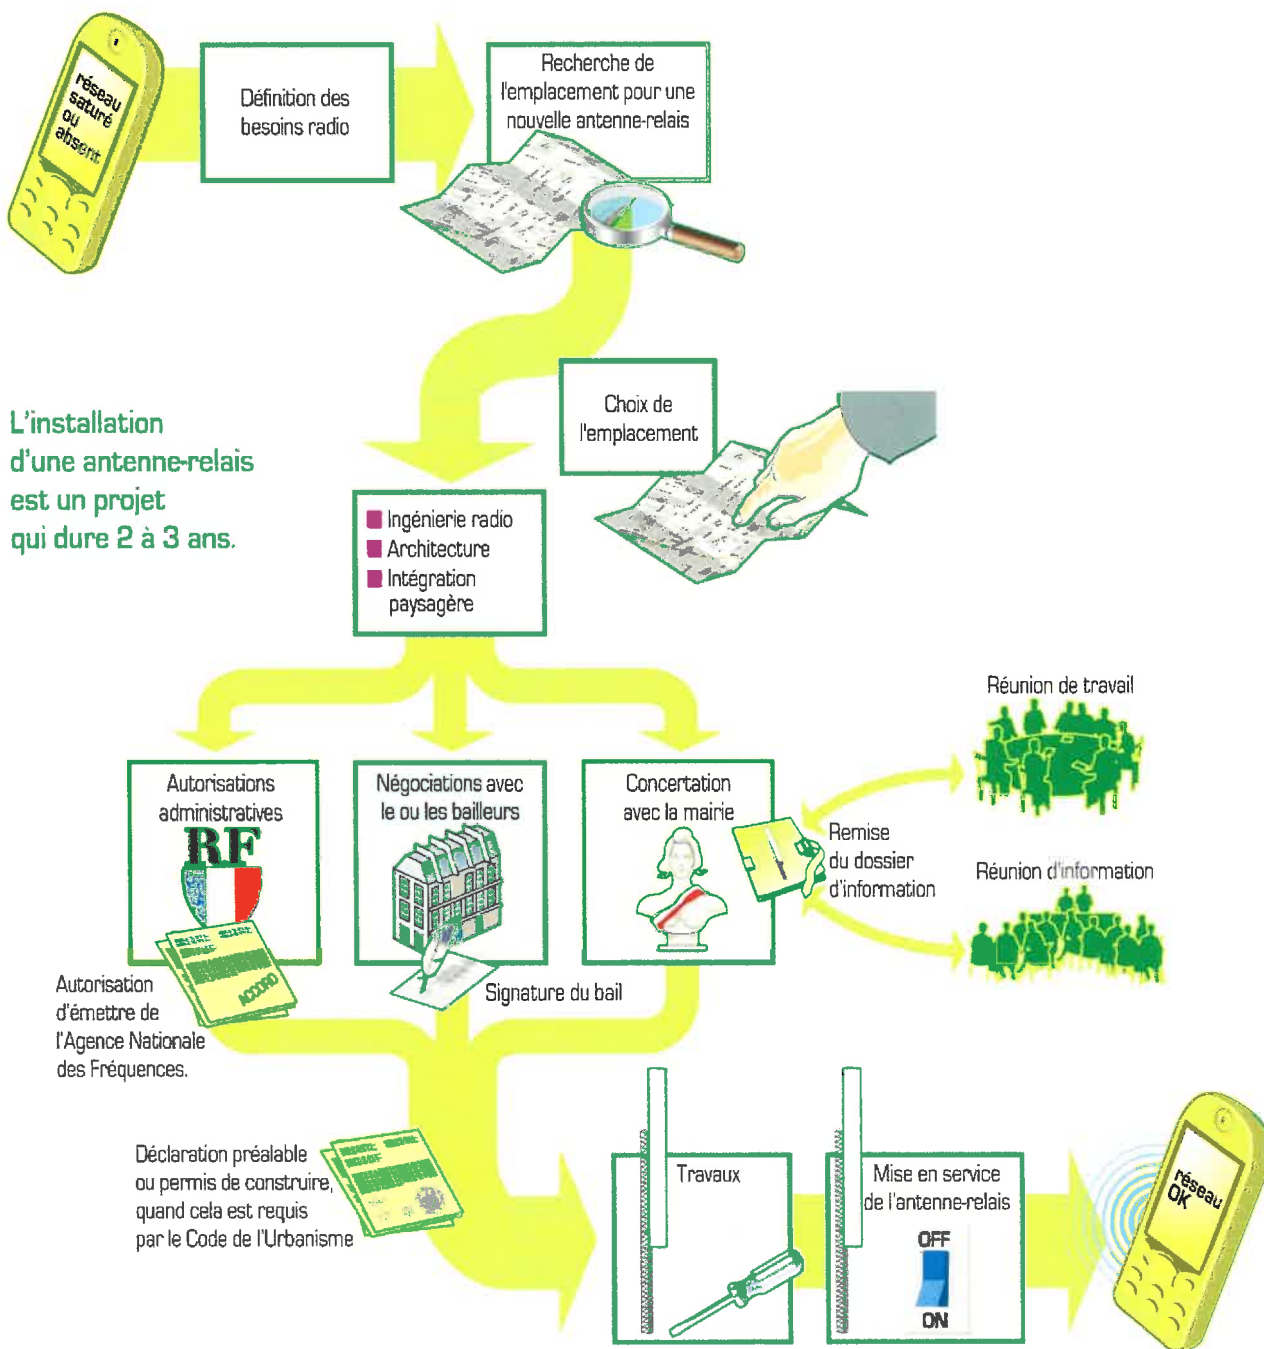 réseau
saturé
ou
absent
Définition des
besoins radio
Recherche de
l'emplacement pour une
nouvelle antenne-relais
L'installation
d'une antenne-relais
est un projet
qui dure 2 à 3 ans.
Choix de
l'emplacement
Ingénierie radio
Architecture
Intégration
paysagère
Autorisations
administratives
RF
ACCORD
Autorisation
d'émettre de
l'Agence Nationale
des Fréquences.
Négociations avec
le ou les bailleurs
Signature du bail
Concertation
avec la mairie
Remise
du dossier
d'information
Réunion de travail
Réunion d'information
Déclaration préalable
ou permis de construire,
quand cela est requis
par le Code de l'Urbanisme
Travaux
Mise en service
de l'antenne-relais
OFF
ON
réseau
OK